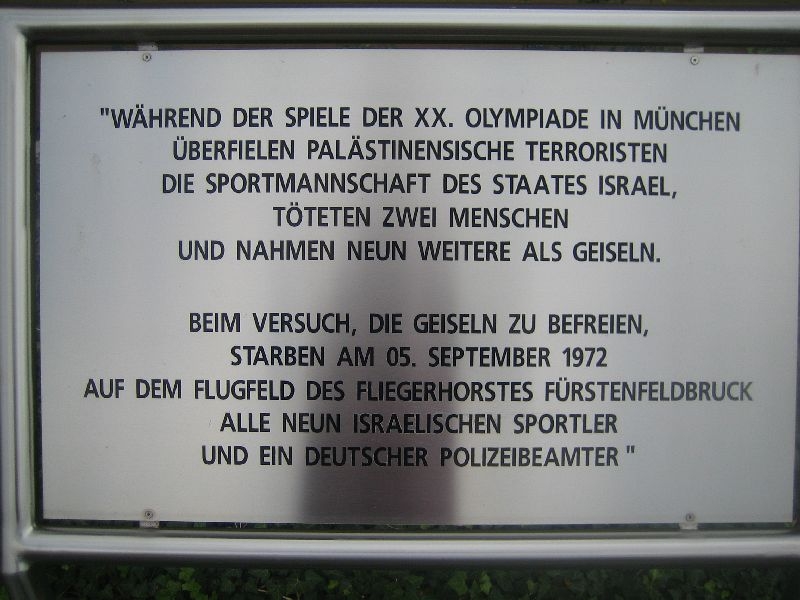 "WÄHREND DER SPIELE DER XX. OLYMPIADE IN MÜNCHEN
ÜBERFIELEN PALÄSTINENSISCHE TERRORISTEN
DIE SPORTMANNSCHAFT DES STAATES ISRAEL,
TÖTETEN ZWEI MENSCHEN
UND NAHMEN NEUN WEITERE ALS GEISELN.
BEIM VERSUCH, DIE GEISELN ZU BEFREIEN,
STARBEN AM 05. SEPTEMBER 1972
AUF DEM FLUGFELD DES FLIEGERHORSTES FÜRSTENFELDBRUCK
ALLE NEUN ISRAELISCHEN SPORTLER
UND EIN DEUTSCHER POLIZEIBEAMTER "